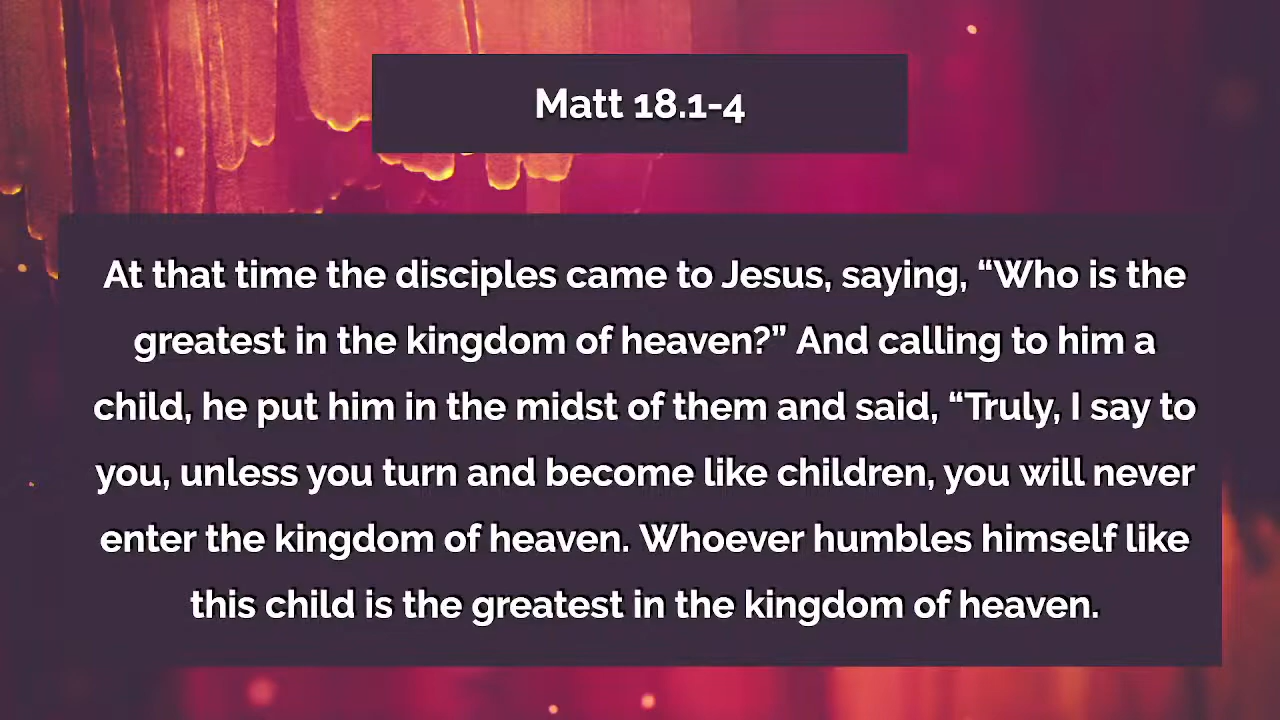 Matt 18.1-4
At that time the disciples came to Jesus, saying, “Who is the
greatest in the kingdom of heaven?” And calling to him a
child, he put him in the midst of them and said, “Truly, I say to
you, unless you turn and become like children, you will never
enter the kingdom of heaven. Whoever humbles himself like
this child is the greatest in the kingdom of heaven.